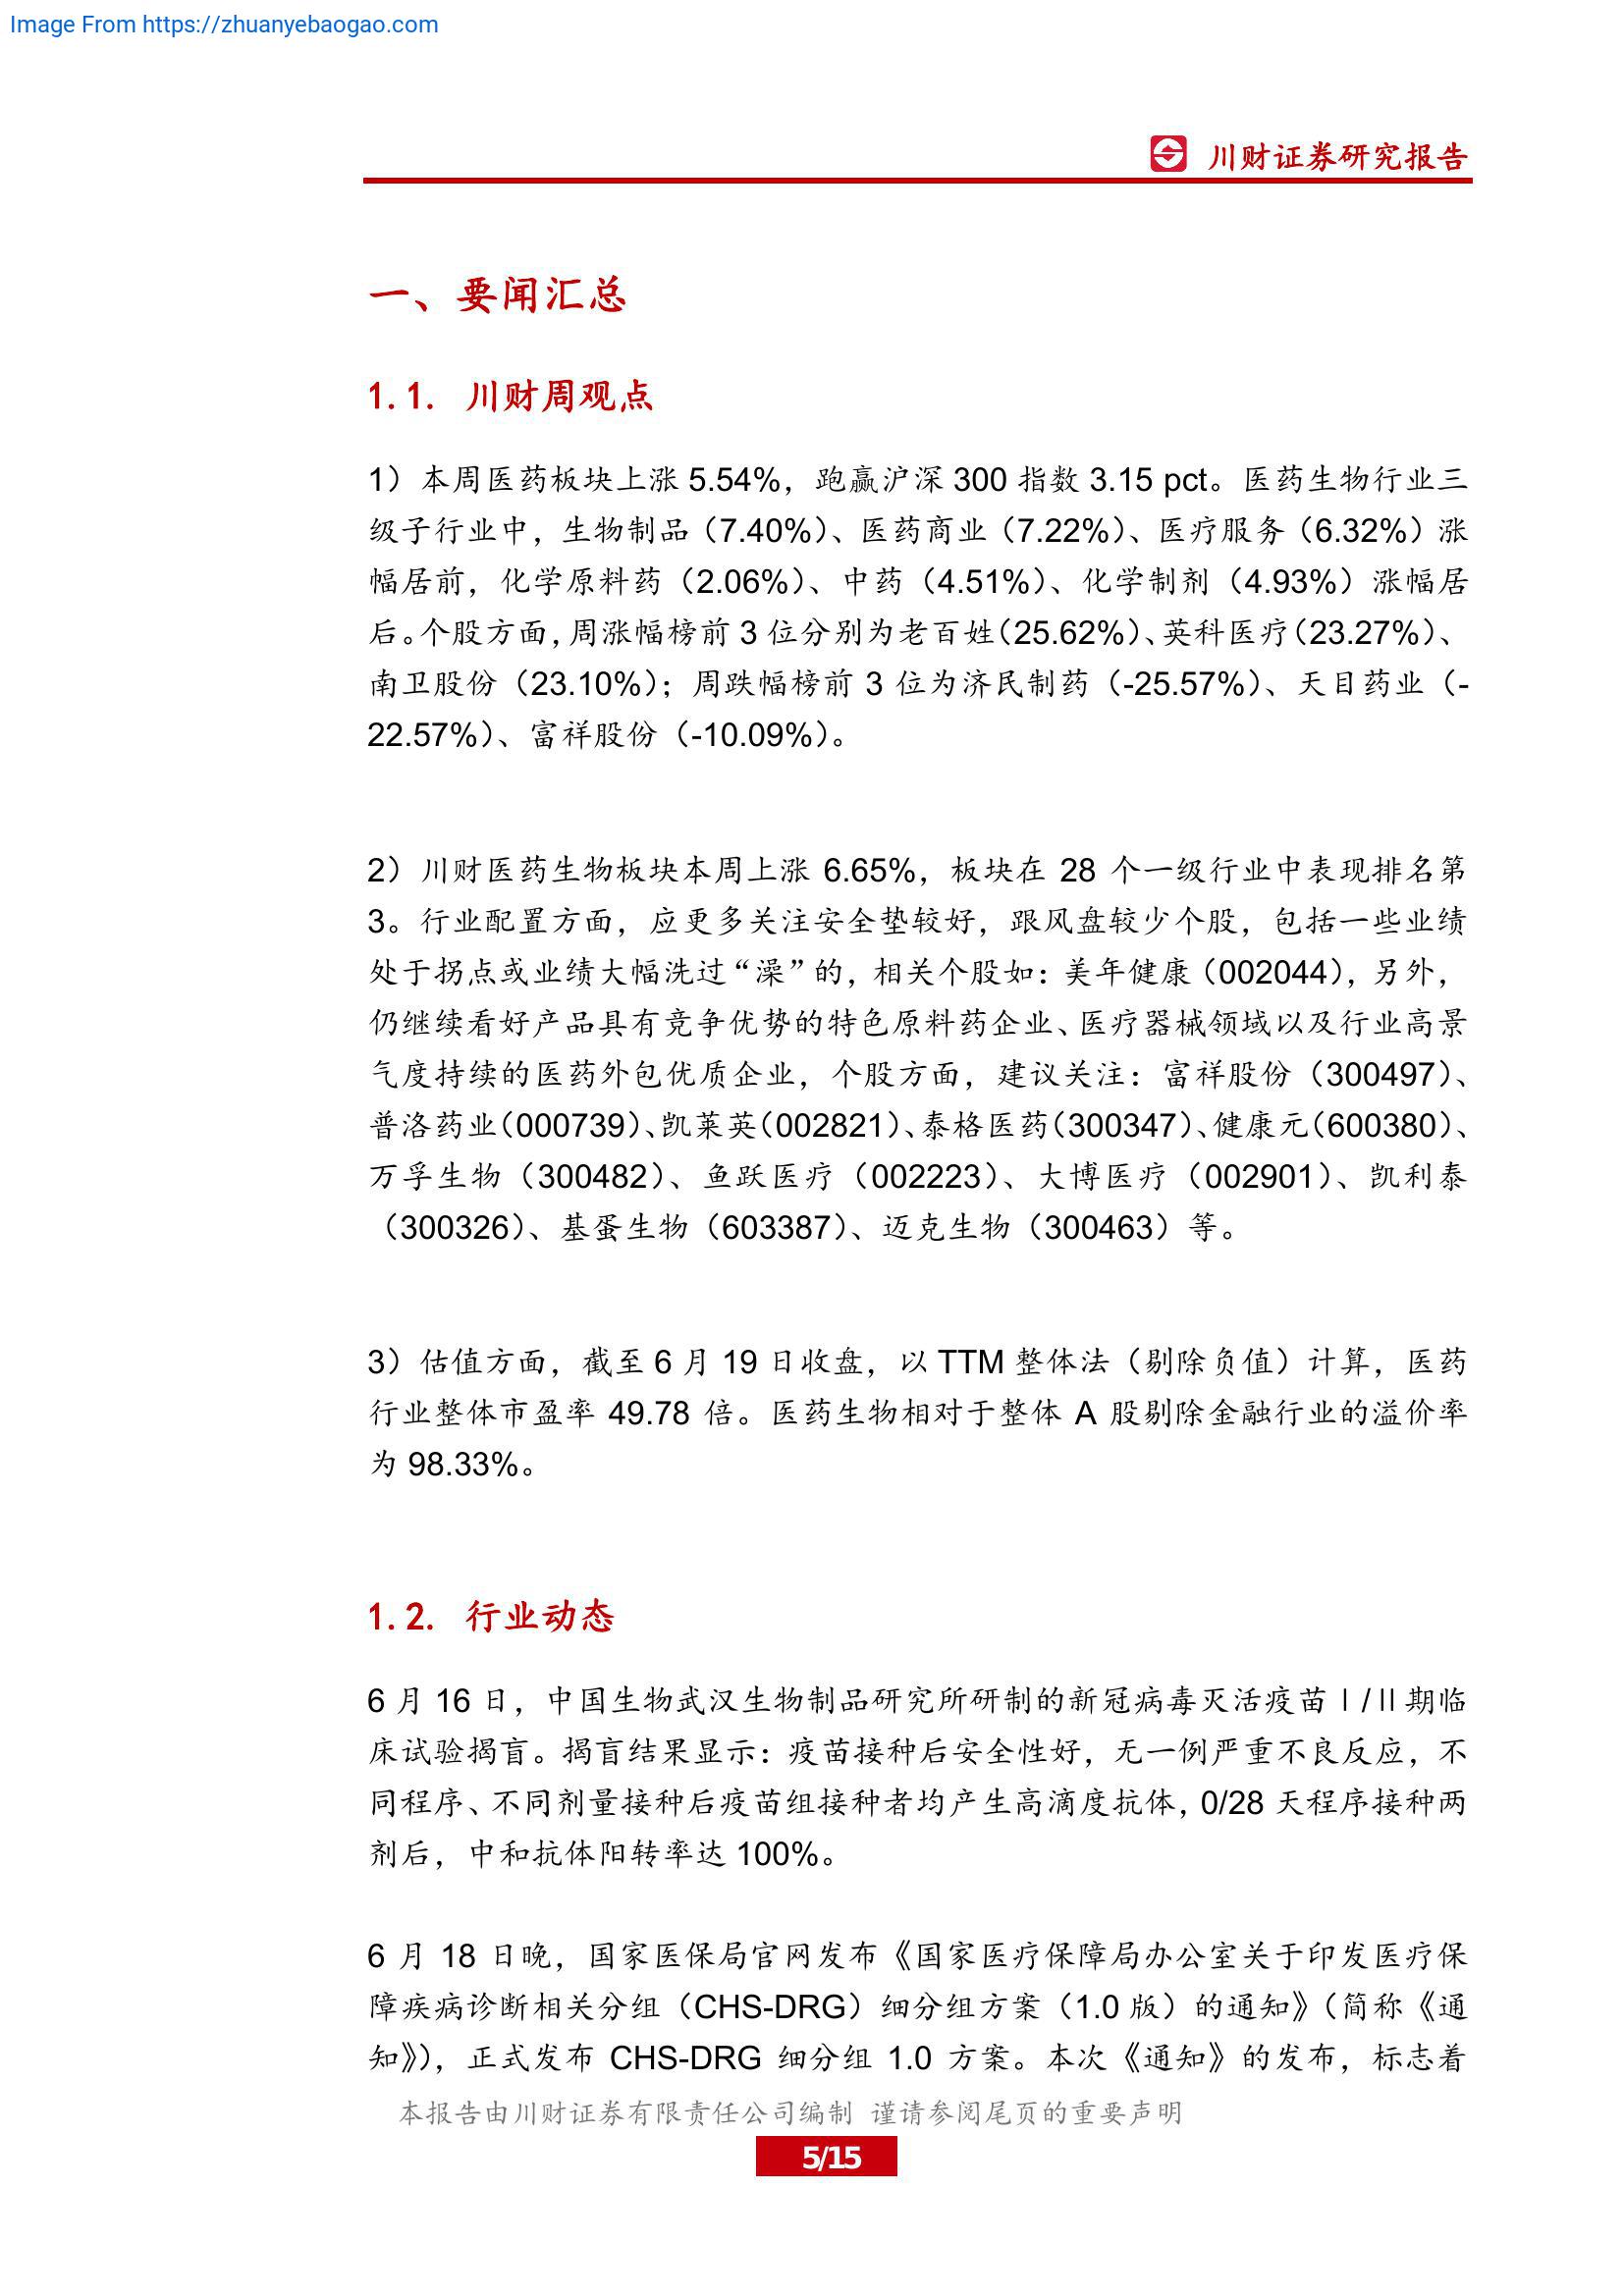 Image From https://zhuanyebaogao.com
川财证券研究报告
一、要闻汇总
1.1. 川财周观点
1）本周医药板块上涨 5.54%，跑赢沪深 300 指数 3.15 pct。医药生物行业三
级子行业中，生物制品（7.40%）、医药商业（7.22%）、医疗服务（6.32%）涨
幅居前，化学原料药（2.06%）、中药（4.51%）、化学制剂（4.93%）涨幅居
后。个股方面，周涨幅榜前 3 位分别为老百姓（25.62%）、英科医疗（23.27%）、
南卫股份（23.10%）；周跌幅榜前 3 位为济民制药（-25.57%）、天目药业（-
22.57%）、富祥股份（-10.09%）。
2）川财医药生物板块本周上涨 6.65%，板块在 28 个一级行业中表现排名第
3。行业配置方面，应更多关注安全垫较好，跟风盘较少个股，包括一些业绩
处于拐点或业绩大幅洗过“澡”的，相关个股如：美年健康（002044），另外，
仍继续看好产品具有竞争优势的特色原料药企业、医疗器械领域以及行业高景
气度持续的医药外包优质企业，个股方面，建议关注：富祥股份（300497）、
普洛药业（000739）、凯莱英（002821）、泰格医药（300347）、健康元（600380）、
万孚生物（300482）、鱼跃医疗（002223）、大博医疗（002901）、凯利泰
（300326）、基蛋生物（603387）、迈克生物（300463）等。
3）估值方面，截至 6 月 19 日收盘，以 TTM 整体法（剔除负值）计算，医药
行业整体市盈率 49.78 倍。医药生物相对于整体 A 股剔除金融行业的溢价率
为 98.33%。
1.2. 行业动态
6 月 16 日，中国生物武汉生物制品研究所研制的新冠病毒灭活疫苗Ⅰ/Ⅱ期临
床试验揭盲。揭盲结果显示：疫苗接种后安全性好，无一例严重不良反应，不
同程序、不同剂量接种后疫苗组接种者均产生高滴度抗体，0/28 天程序接种两
剂后，中和抗体阳转率达 100%。
6 月 18 日晚，国家医保局官网发布《国家医疗保障局办公室关于印发医疗保
障疾病诊断相关分组（CHS-DRG）细分组方案（1.0 版）的通知》（简称《通
知》），正式发布 CHS-DRG 细分组 1.0 方案。本次《通知》的发布，标志着
本报告由川财证券有限责任公司编制 谨请参阅尾页的重要声明
5/15